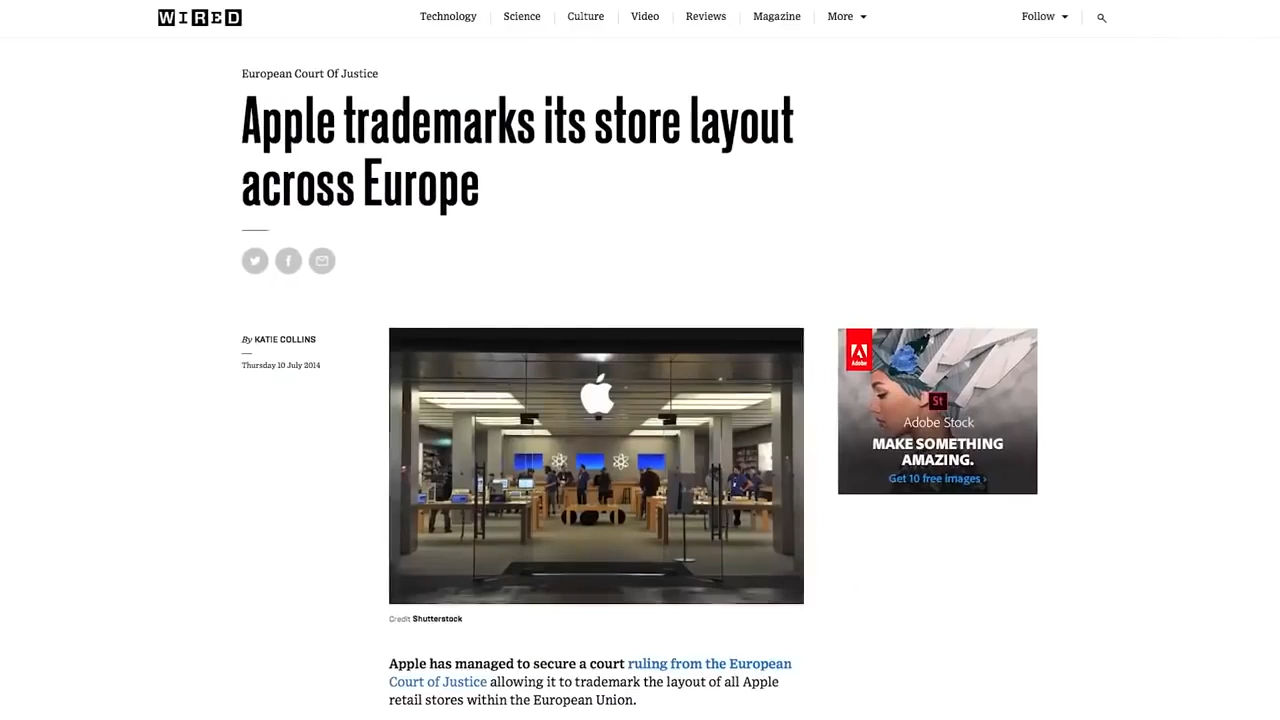 WIRED
Technology
Science
Culture
Video
Reviews
Magazine
More
Follow
European Court Of Justice
Apple trademarks its store layout
across Europe
By KATIE COLLINS
Thursday 10 July 2014
Adobe
St
Adobe Stock
MAKE SOMETHING
AMAZING.
Get 10 free images ›
Credit Shutterstock
Apple has managed to secure a court ruling from the European
Court of Justice allowing it to trademark the layout of all Apple
retail stores within the European Union.